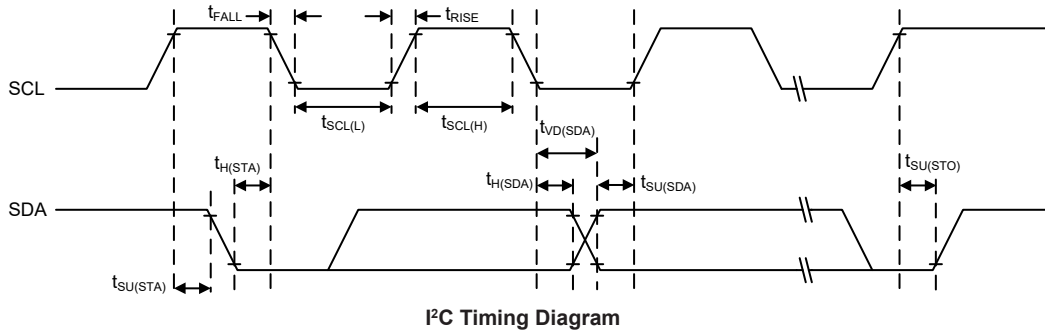 tFALL
tRISE
SCL
tSCL(L)
tSCL(H)
tVD(SDA)
tH(STA)
tH(SDA)
tSU(SDA)
tSU(STO)
SDA
tSU(STA)
I²C Timing Diagram